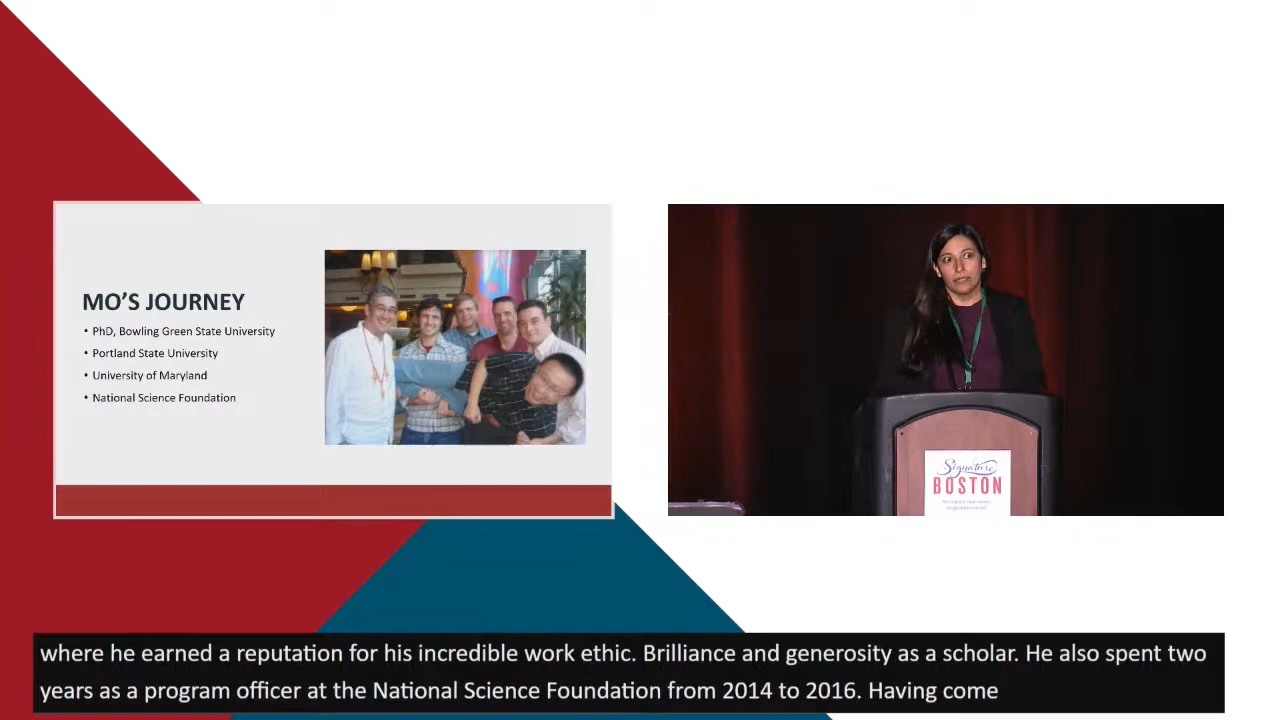 MO'S JOURNEY
• PhD, Bowling Green State University
• Portland State University
• University of Maryland
• National Science Foundation
Signature
BOSTON
where he earned a reputation for his incredible work ethic. Brilliance and generosity as a scholar. He also spent two
years as a program officer at the National Science Foundation from 2014 to 2016. Having come